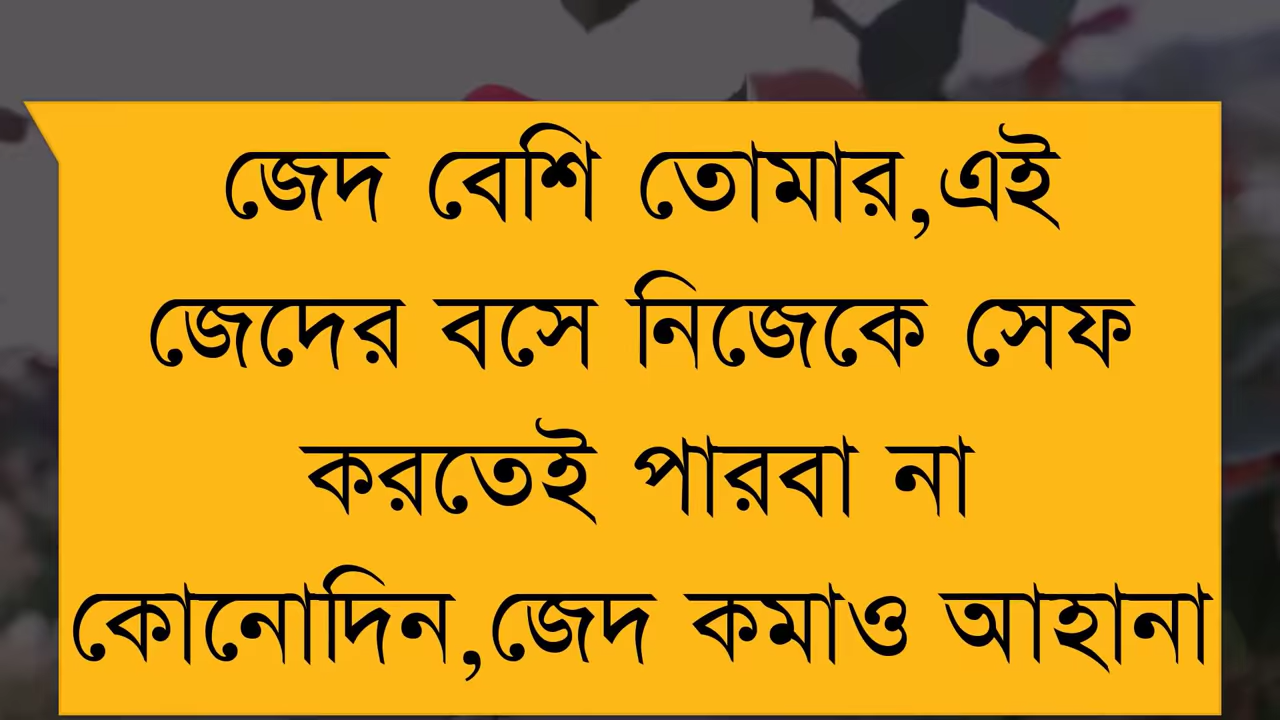 জেদ বেশি তোমার,এই
জেদের বসে নিজেকে সেফ
করতেই পারবা না
কোনোদিন,জেদ কমাও আহানা